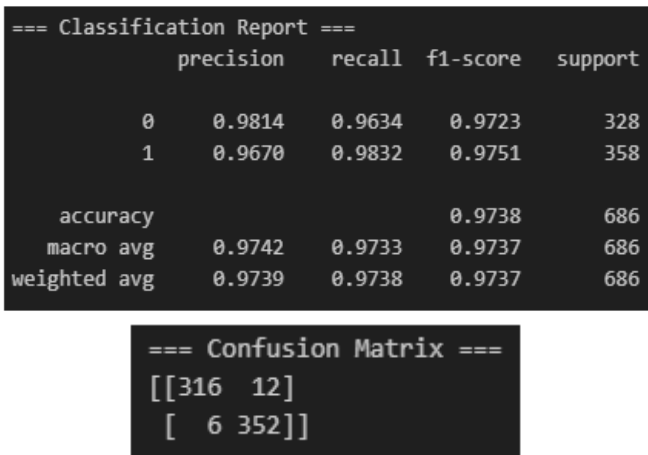 === Classification Report ===
precision recall f1-score support
0 0.9814 0.9634 0.9723 328
1 0.9670 0.9832 0.9751 358
accuracy 0.9738 686
macro avg 0.9742 0.9733 0.9737 686
weighted avg 0.9739 0.9738 0.9737 686
=== Confusion Matrix ===
[[316 12]
[ 6 352]]